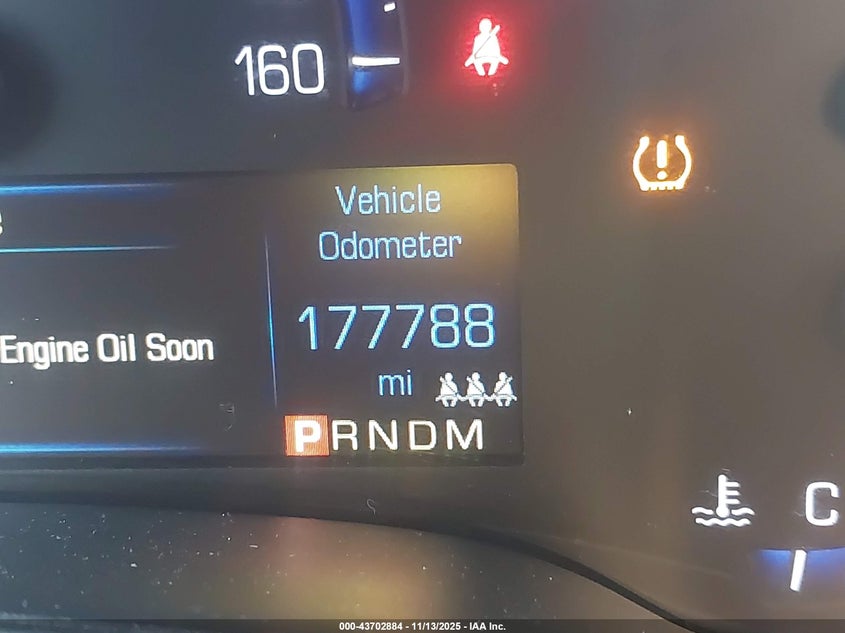 160
Vehicle
Odometer
177788
Engine Oil Soon
mi
PRNDM
C
000-43702884 - 11/13/2025 - IAA Inc.